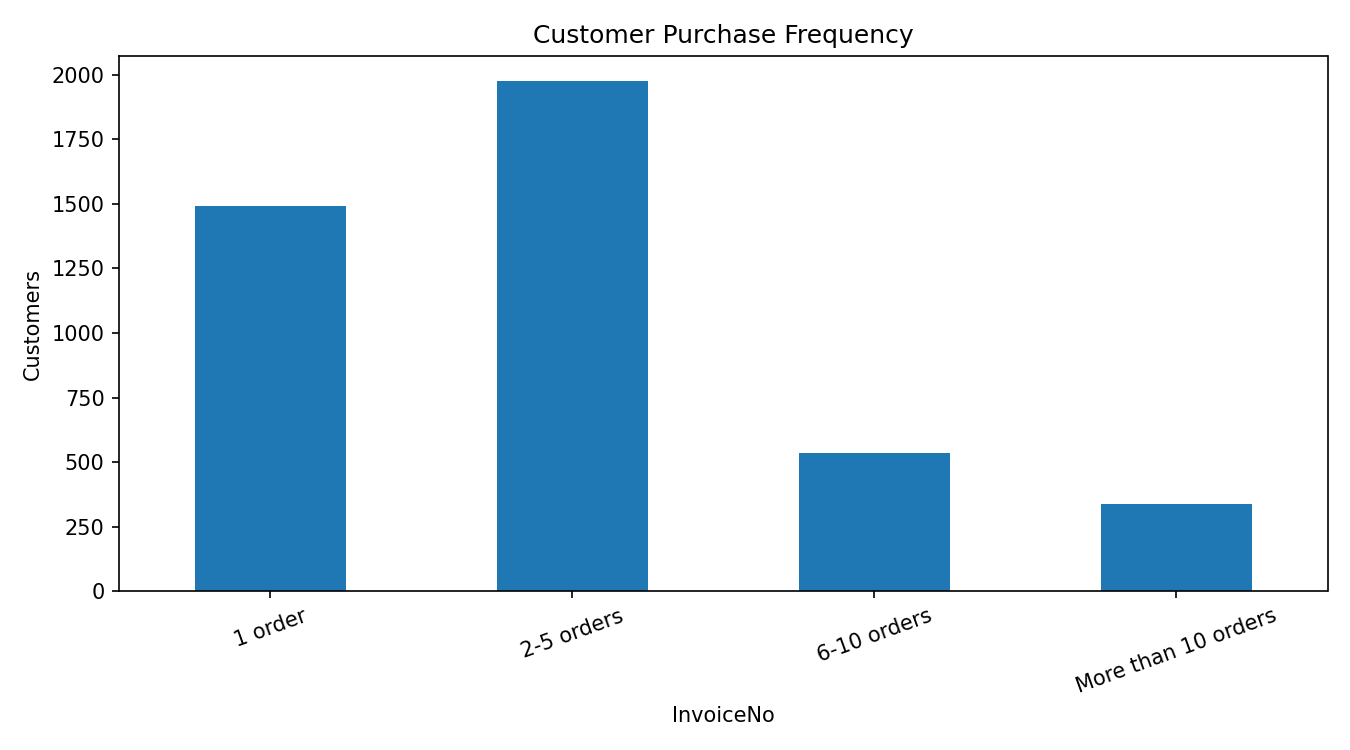 Customer Purchase Frequency
Customers
2000
1750
1500
1250
1000
750
500
250
0
1 order
2-5 orders
6-10 orders
More than 10 orders
InvoiceNo